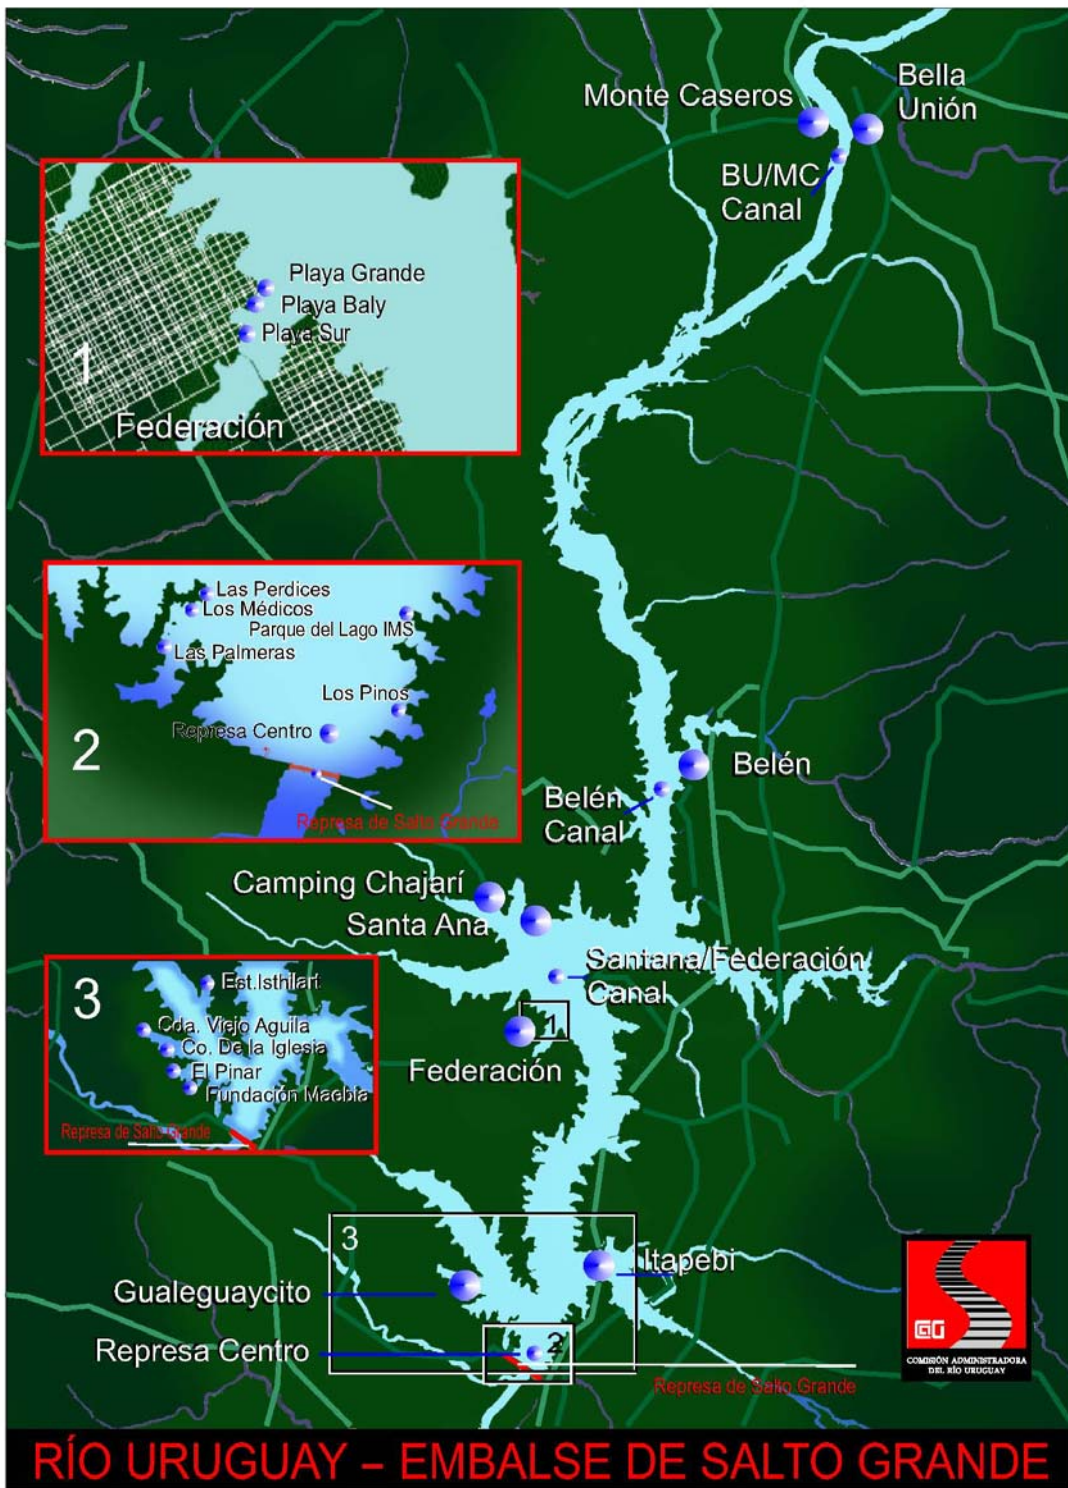 Monte Caseros
Bella
Unión
BU/MC
Canal
Playa Grande
Playa Baly
Playa Sur
1
Federación
Las Perdices
Los Médicos
Parque del Lago IMS
Las Palmeras
Los Pinos
Represa Centro
2
Represa de Salto Grande
Belén
Belén
Canal
Camping Chajarí
Santa Ana
Santana/Federación
Canal
1
Federación
3
Est.Isthilart
Cda. Viejo Aguila
Co. De la Iglesia
El Pinar
Fundación Maebla
Represa de Salto Grande
3
Itapebi
Gualeguaycito
2
Represa Centro
Represa de Salto Grande
COMISIÓN ADMINISTRADORA
DEL RÍO URUGUAY
RÍO URUGUAY – EMBALSE DE SALTO GRANDE